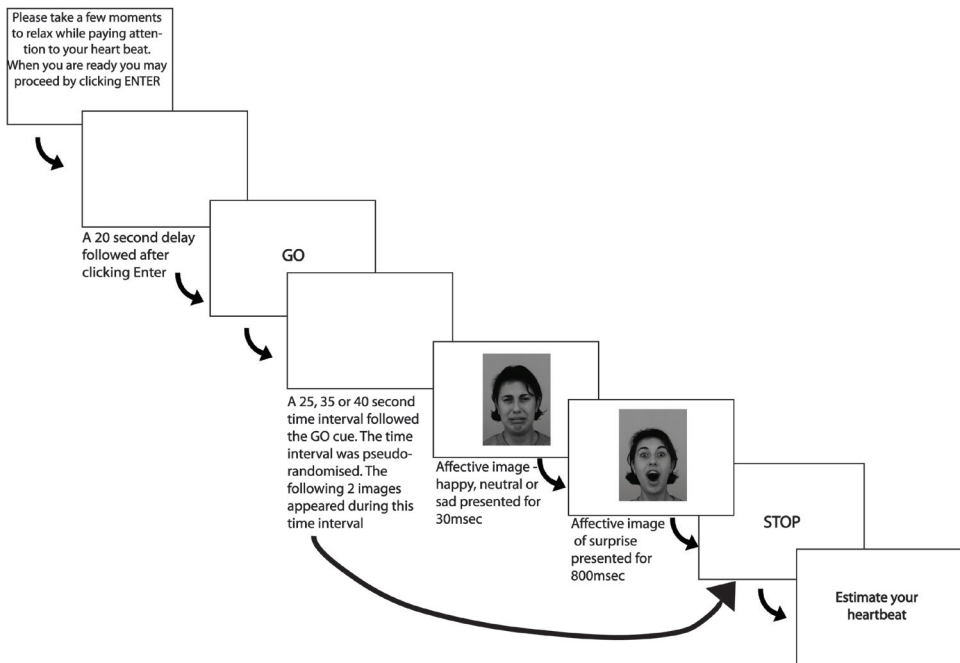 Please take a few moments
to relax while paying atten-
tion to your heart beat.
When you are ready you may
proceed by clicking ENTER
A 20 second delay
followed after
clicking Enter
GO
A 25, 35 or 40 second
time interval followed
the GO cue. The time
interval was pseudo-
randomised. The
following 2 images
appeared during this
time interval
Affective image -
happy, neutral or
sad presented for
30msec
Affective image
of surprise
presented for
800msec
STOP
Estimate your
heartbeat